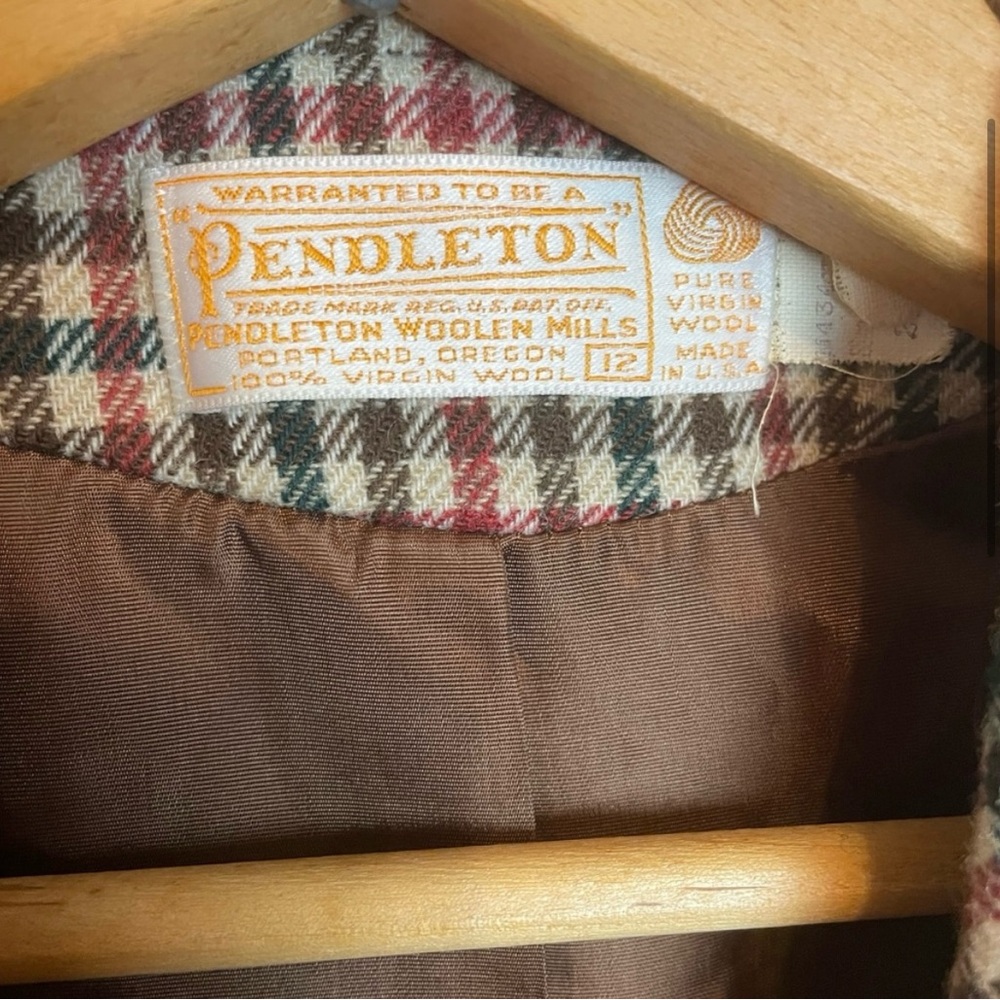 WARRANTED TO BE A
"PENDLETON"
TRADE MARK REG. U.S. PAT. OFF.
PENDLETON WOOLEN MILLS
PORTLAND, OREGON
100% VIRGIN WOOL
12
PURE
VIRGIN
WOOL
MADE
IN U.S.A.